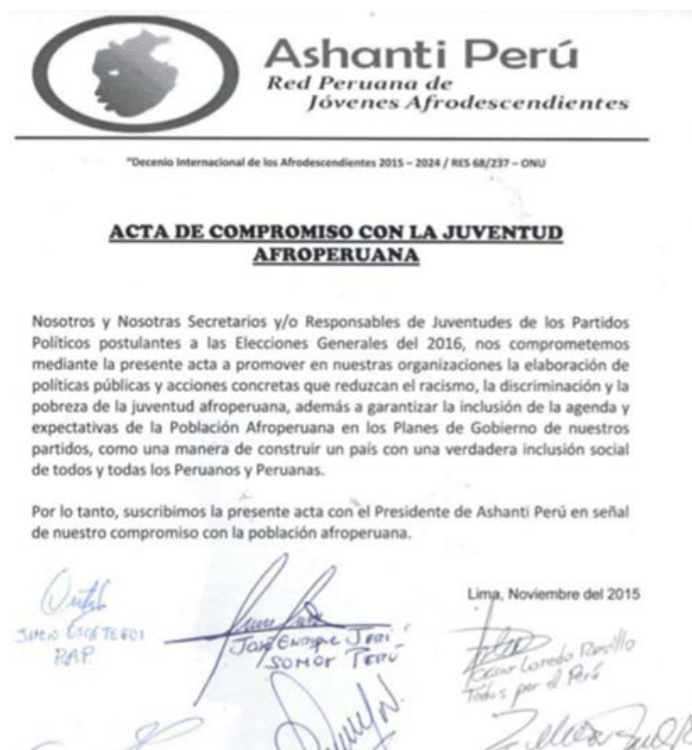 Ashanti Perú
Red Peruana de
Jóvenes Afrodescendientes
"Decenio Internacional de los Afrodescendientes 2015 – 2024 / RES 68/237 – ONU
ACTA DE COMPROMISO CON LA JUVENTUD
AFROPERUANA
Nosotros y Nosotras Secretarios y/o Responsables de Juventudes de los Partidos
Políticos postulantes a las Elecciones Generales del 2016, nos comprometemos
mediante la presente acta a promover en nuestras organizaciones la elaboración de
políticas públicas y acciones concretas que reduzcan el racismo, la discriminación y la
pobreza de la juventud afroperuana, además a garantizar la inclusión de la agenda y
expectativas de la Población Afroperuana en los Planes de Gobierno de nuestros
partidos, como una manera de construir un país con una verdadera inclusión social
de todos y todas los Peruanos y Peruanas.
Por lo tanto, suscribimos la presente acta con el Presidente de Ashanti Perú en señal
de nuestro compromiso con la población afroperuana.
Lima, Noviembre del 2015
PAP.
José Enrique Jerí
SOMOS PERÚ
Loredo
Todos por el Perú